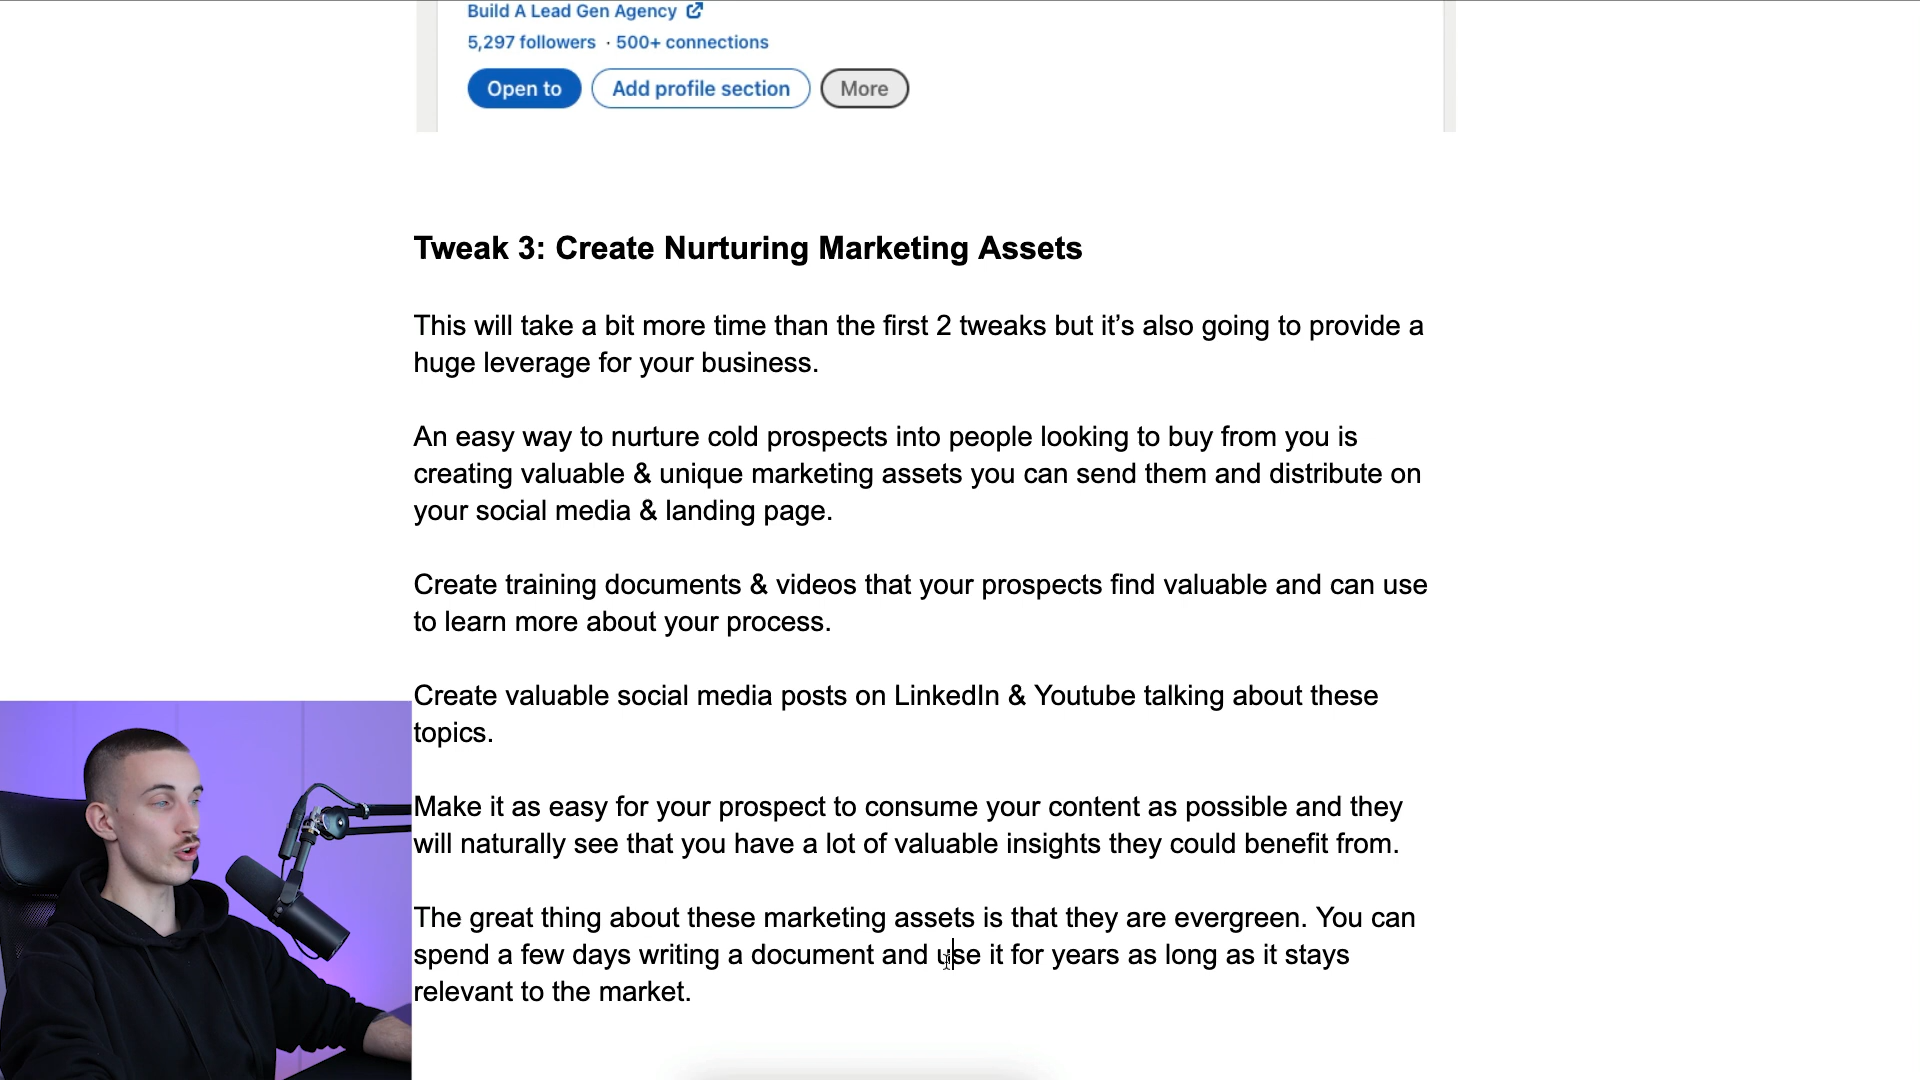 Build A Lead Gen Agency
5,297 followers · 500+ connections
Open to
Add profile section
More
Tweak 3: Create Nurturing Marketing Assets
This will take a bit more time than the first 2 tweaks but it’s also going to provide a
huge leverage for your business.
An easy way to nurture cold prospects into people looking to buy from you is
creating valuable & unique marketing assets you can send them and distribute on
your social media & landing page.
Create training documents & videos that your prospects find valuable and can use
to learn more about your process.
Create valuable social media posts on LinkedIn & Youtube talking about these
topics.
Make it as easy for your prospect to consume your content as possible and they
will naturally see that you have a lot of valuable insights they could benefit from.
The great thing about these marketing assets is that they are evergreen. You can
spend a few days writing a document and use it for years as long as it stays
relevant to the market.